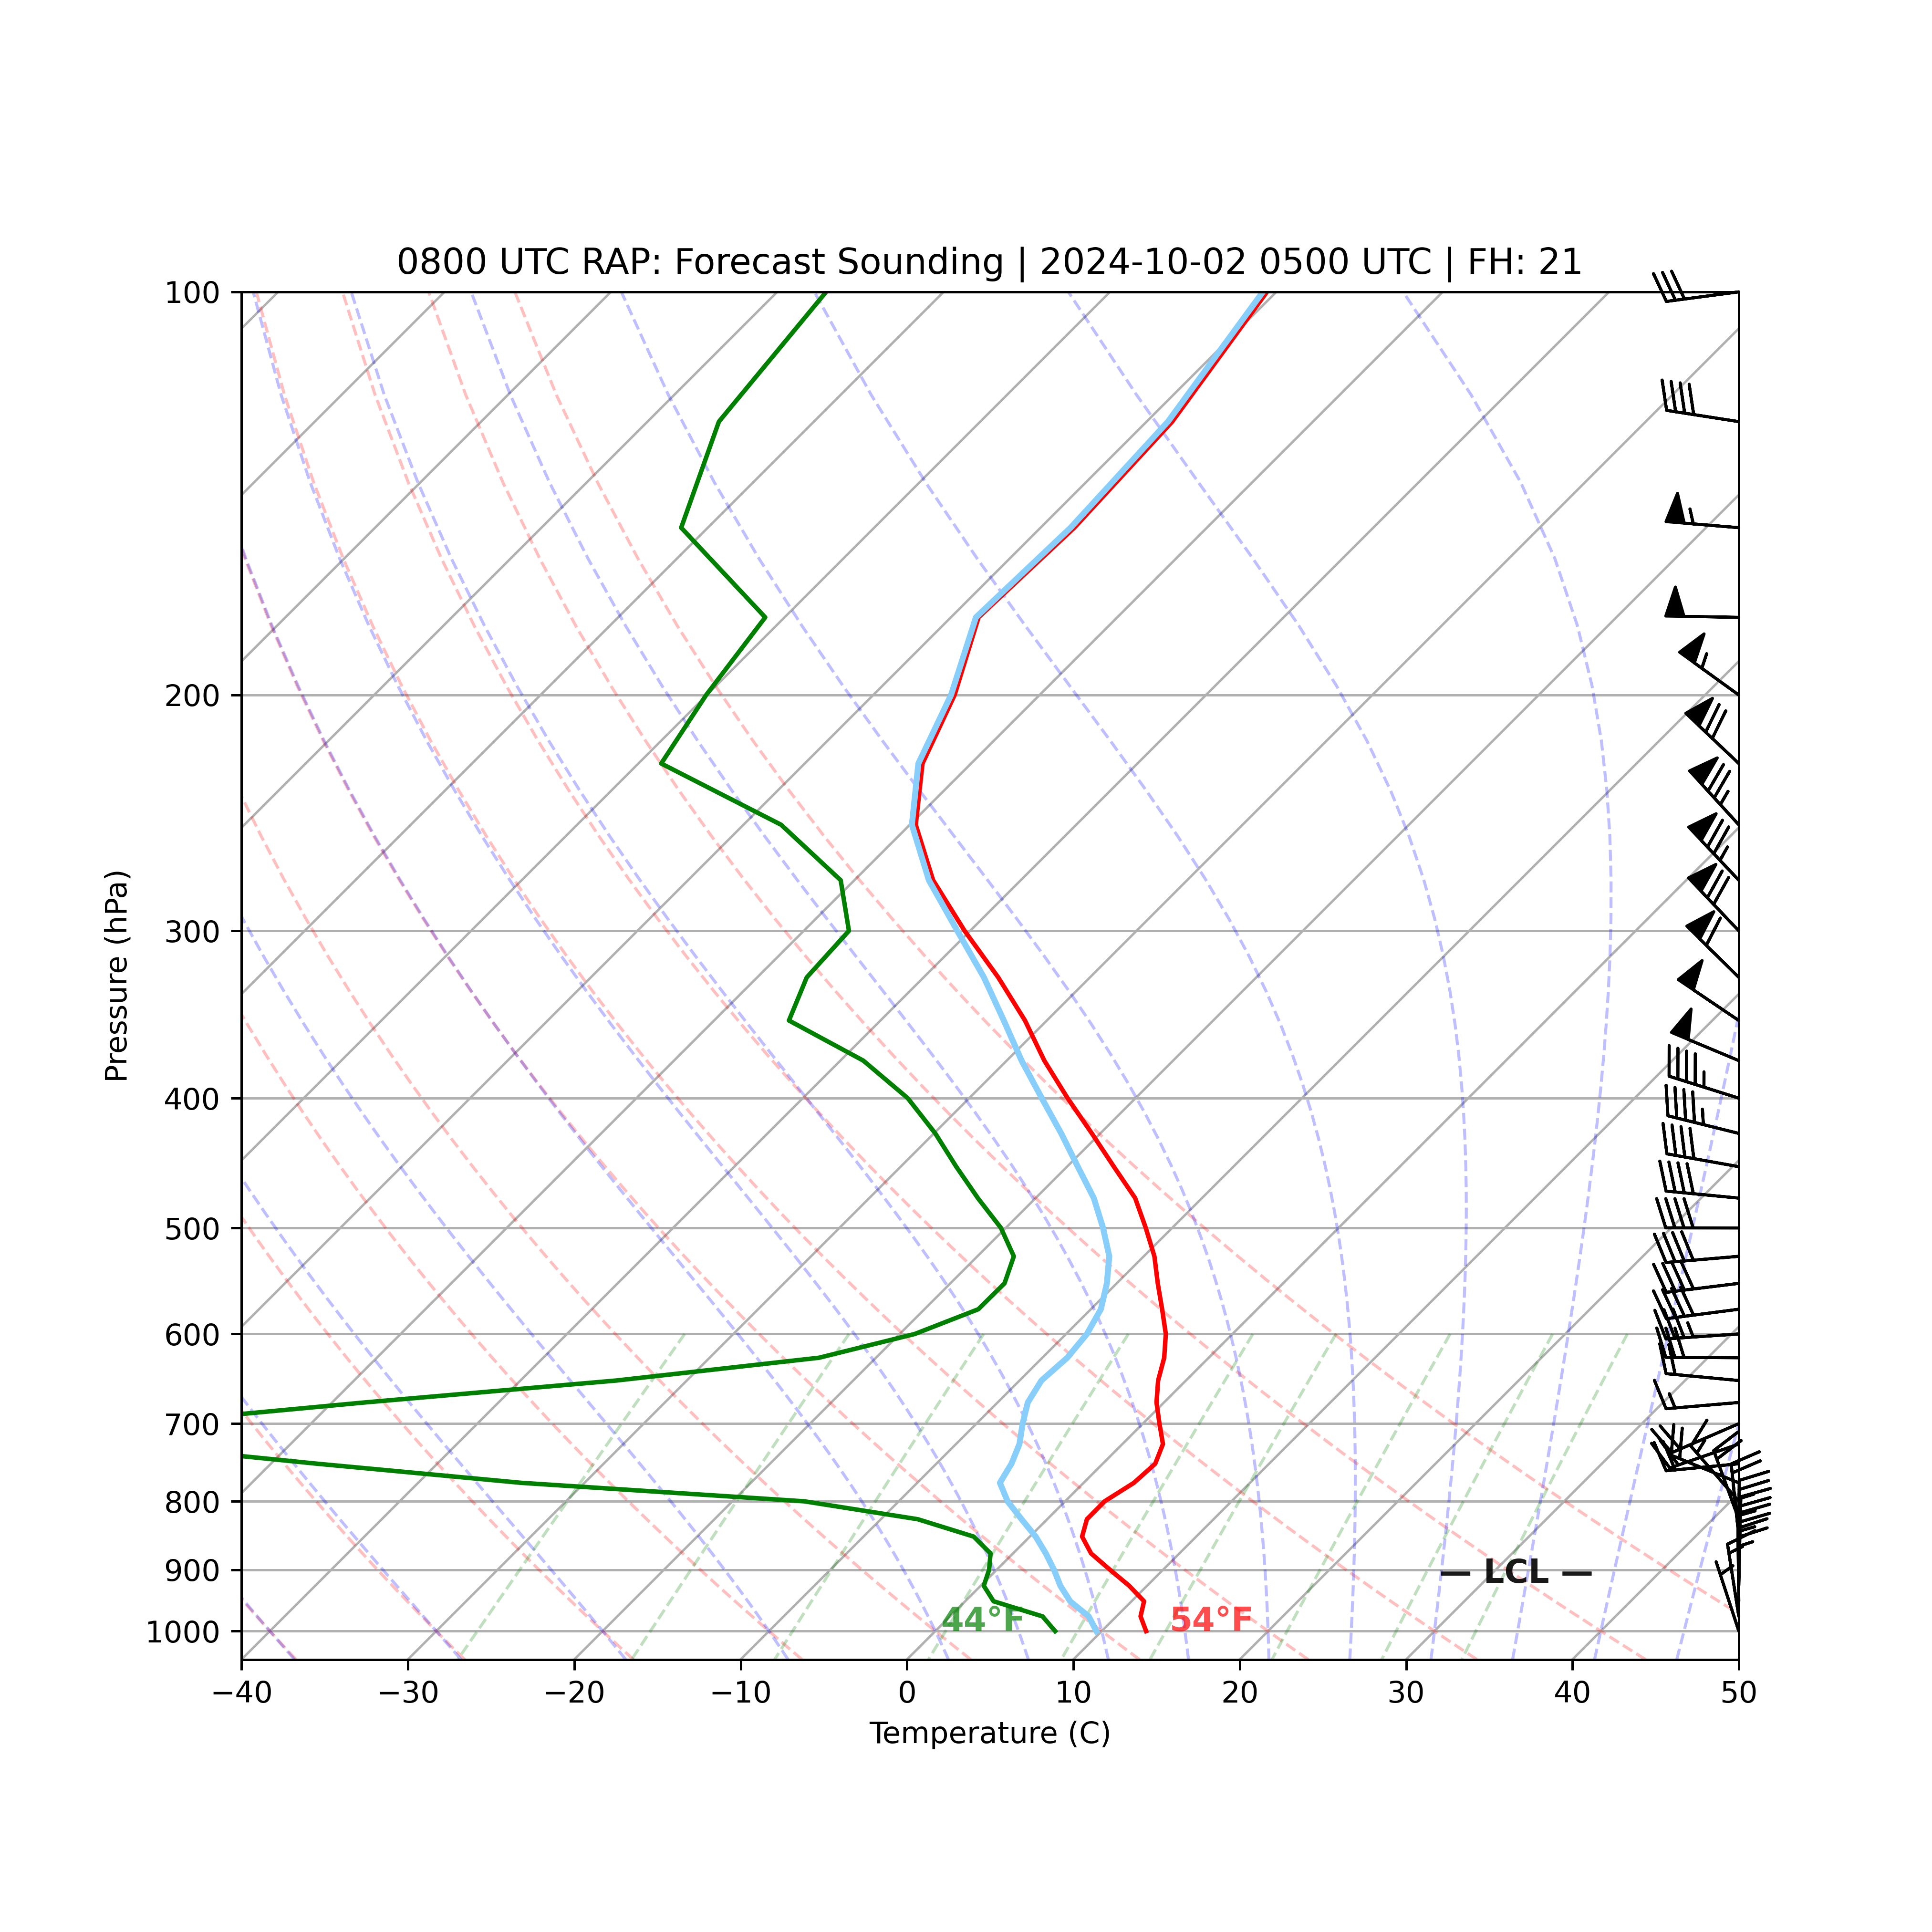 0800 UTC RAP: Forecast Sounding | 2024-10-02 0500 UTC | FH: 21
100
200
300
400
500
600
700
800
900
1000
Pressure (hPa)
— LCL —
44°F
54°F
−40 −30 −20 −10 0 10 20 30 40 50
Temperature (C)